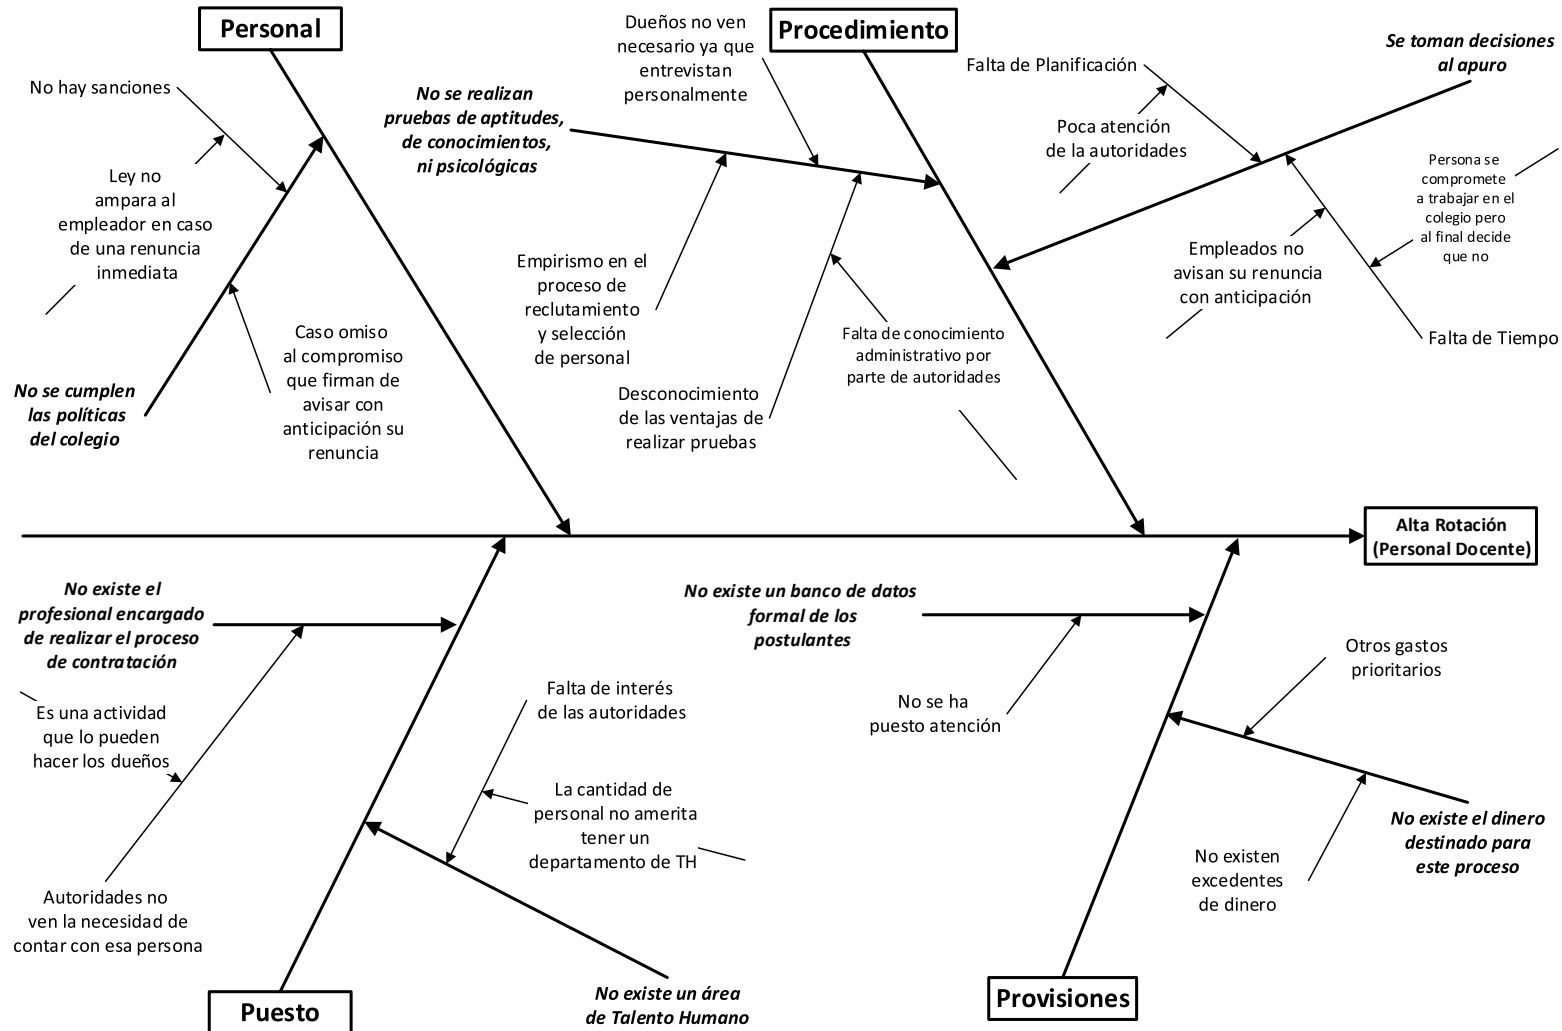 Personal
No hay sanciones
Ley no
ampara al
empleador en caso
de una renuncia
inmediata
Caso omiso
al compromiso
que firman de
avisar con
anticipación su
renuncia
No se cumplen
las políticas
del colegio
Procedimiento
No se realizan
pruebas de aptitudes,
de conocimientos,
ni psicológicas
Dueños no ven
necesario ya que
entrevistan
personalmente
Empirismo en el
proceso de
reclutamiento
y selección
de personal
Desconocimiento
de las ventajas de
realizar pruebas
Falta de conocimiento
administrativo por
parte de autoridades
Se toman decisiones
al apuro
Falta de Planificación
Poca atención
de la autoridades
Persona se
compromete
a trabajar en el
colegio pero
al final decide
que no
Empleados no
avisan su renuncia
con anticipación
Falta de Tiempo
Alta Rotación
(Personal Docente)
No existe el
profesional encargado
de realizar el proceso
de contratación
Es una actividad
que lo pueden
hacer los dueños
Autoridades no
ven la necesidad de
contar con esa persona
Falta de interés
de las autoridades
La cantidad de
personal no amerita
tener un
departamento de TH
No existe un área
de Talento Humano
Puesto
No existe un banco de datos
formal de los
postulantes
No se ha
puesto atención
Otros gastos
prioritarios
No existen
excedentes
de dinero
No existe el dinero
destinado para
este proceso
Provisiones